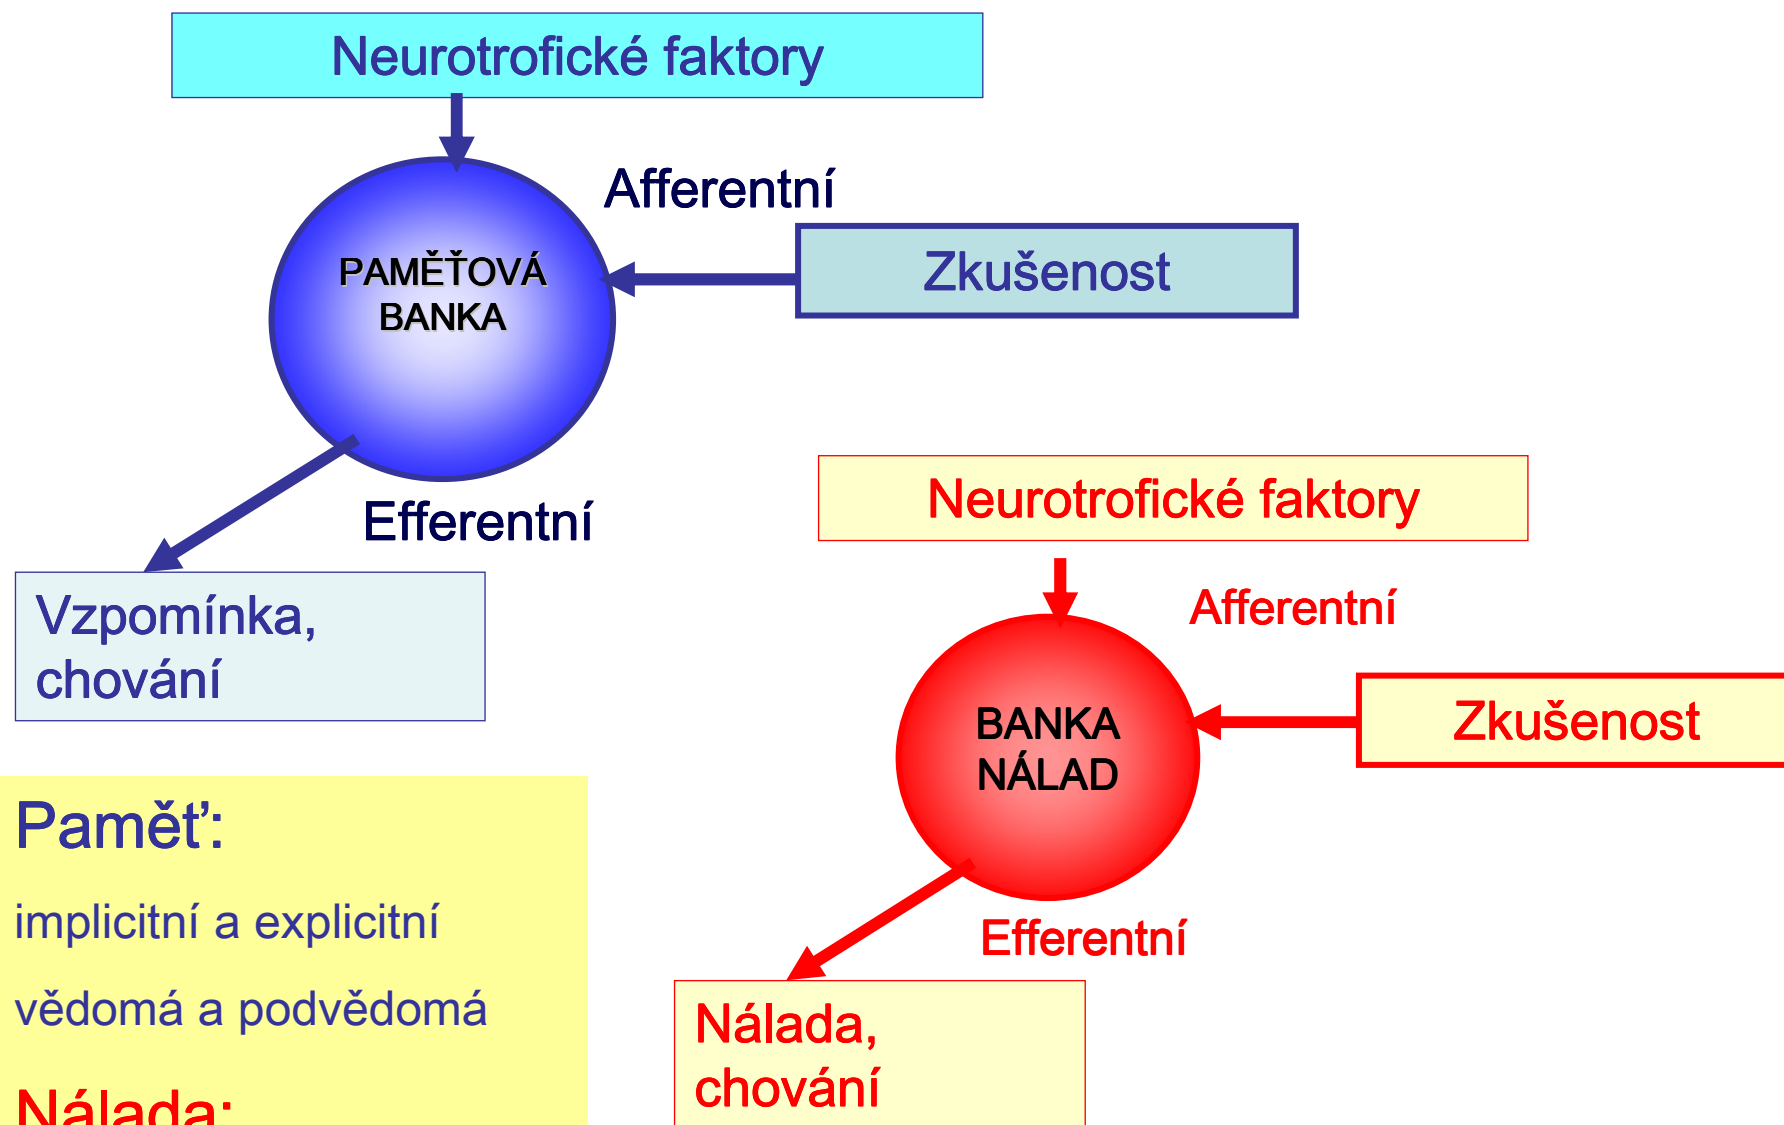 Neurotrofické faktory
Afferentní
Zkušenost
PAMĚŤOVÁ
BANKA
Efferentní
Vzpomínka,
chování
Neurotrofické faktory
Afferentní
Zkušenost
BANKA
NÁLAD
Efferentní
Nálada,
chování
Paměť:
implicitní a explicitní
vědomá a podvědomá
Nálada: